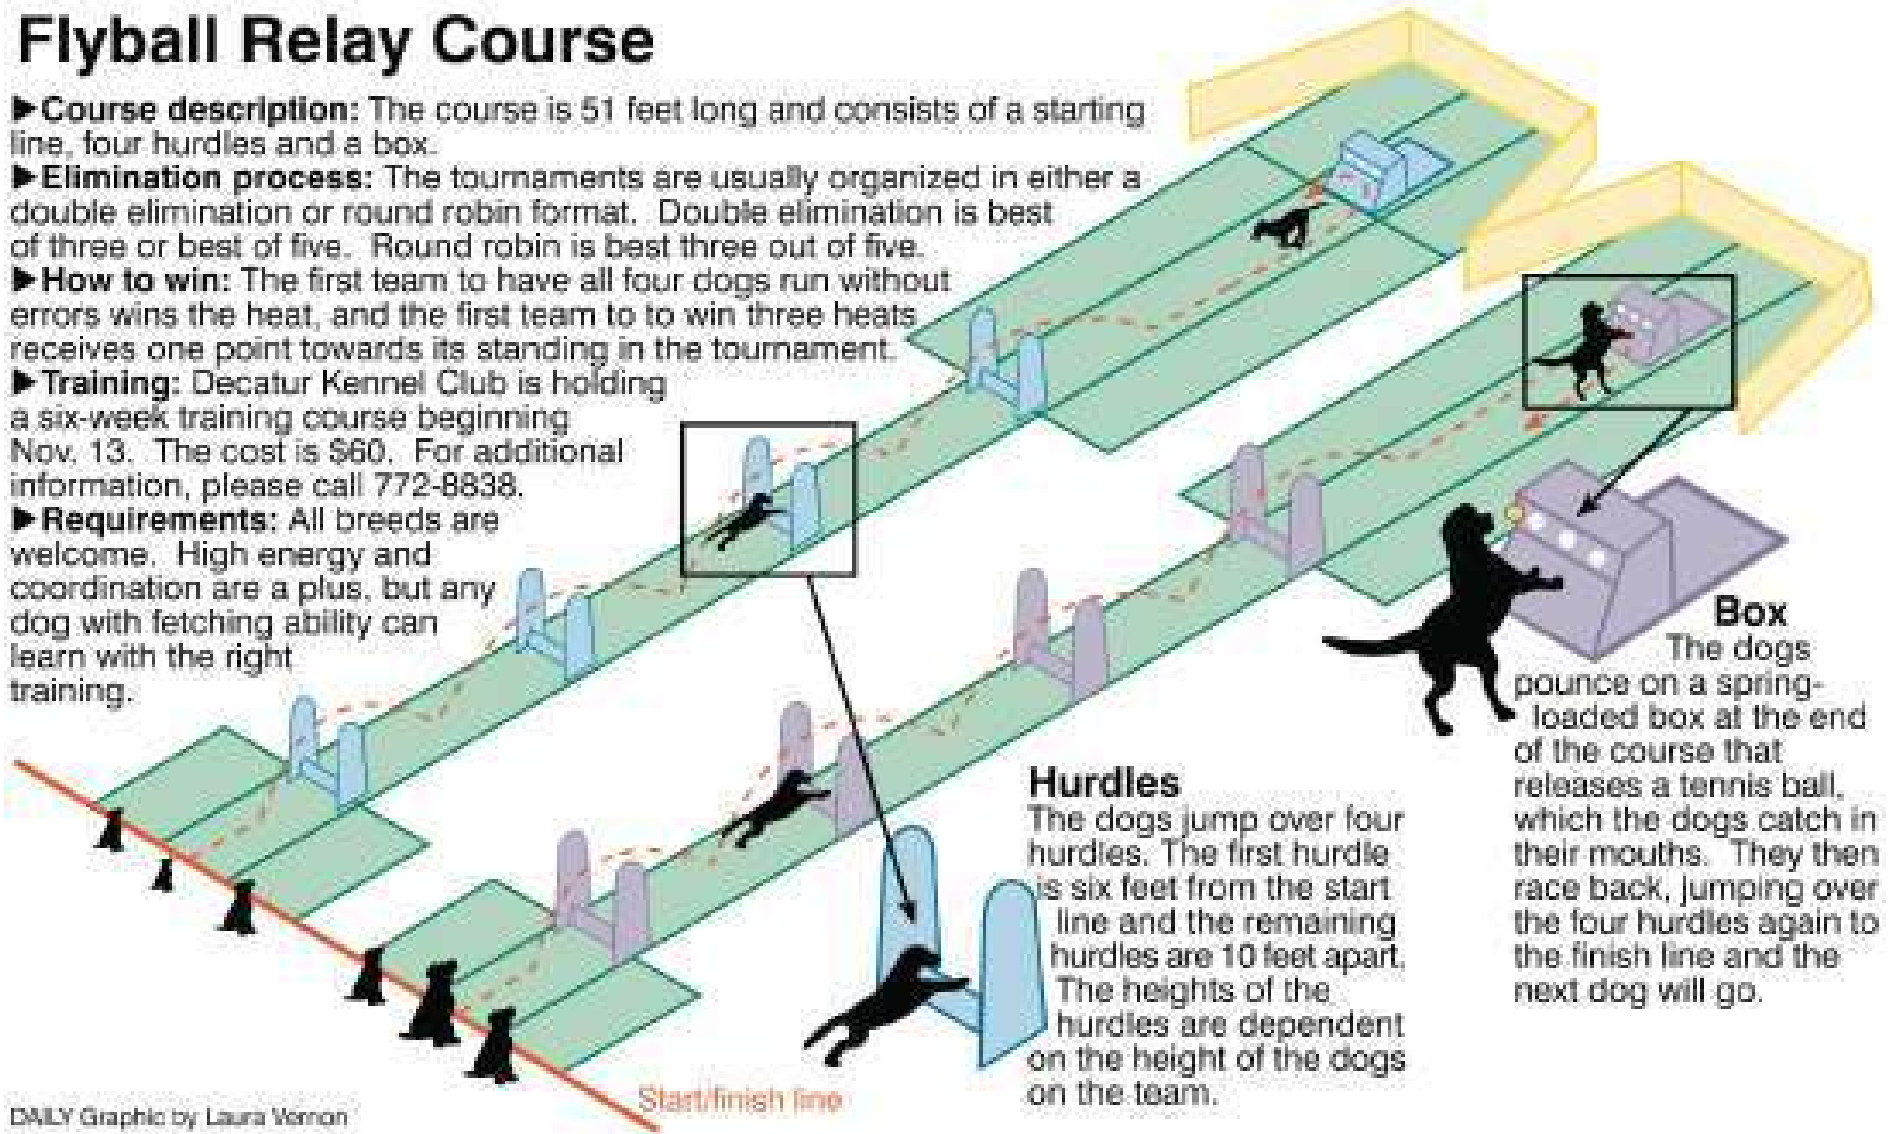 Flyball Relay Course
▶Course description: The course is 51 feet long and consists of a starting
line, four hurdles and a box.
▶Elimination process: The tournaments are usually organized in either a
double elimination or round robin format. Double elimination is best
of three or best of five. Round robin is best three out of five.
▶How to win: The first team to have all four dogs run without
errors wins the heat, and the first team to to win three heats
receives one point towards its standing in the tournament.
▶Training: Decatur Kennel Club is holding
a six-week training course beginning
Nov. 13. The cost is $60. For additional
information, please call 772-8838.
▶Requirements: All breeds are
welcome. High energy and
coordination are a plus, but any
dog with fetching ability can
learn with the right
training.
Box
The dogs
pounce on a spring-
loaded box at the end
of the course that
releases a tennis ball,
which the dogs catch in
their mouths. They then
race back, jumping over
the four hurdles again to
the finish line and the
next dog will go.
Hurdles
The dogs jump over four
hurdles. The first hurdle
is six feet from the start
line and the remaining
hurdles are 10 feet apart.
The heights of the
hurdles are dependent
on the height of the dogs
on the team.
Start/finish line
DAILY Graphic by Laura Vernon